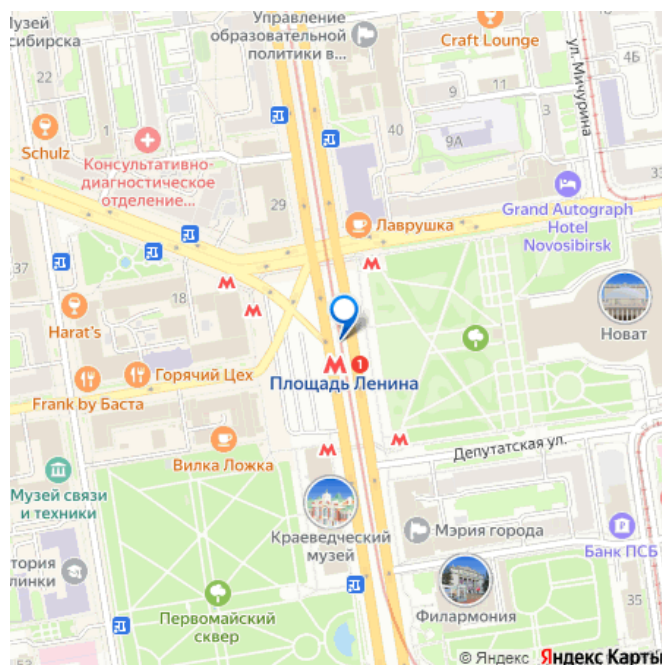 Музей
сибирска
Управление
образовательной
политики в...
Craft Lounge
ул. Мичурина
4Б
22
9
11
3
40
9А
1
Schulz
Консультативно-
диагностическое
отделение...
29
Лаврушка
Grand Autograph
Hotel
Novosibirsk
37
18
Новат
Harat's
Горячий Цех
1
Площадь Ленина
Frank by Баста
Депутатская ул.
Вилка Ложка
Музей связи
и техники
Краеведческий
музей
Мэрия города
Банк ПСБ
тория
линки
Первомайский
сквер
Филармония
35
© Яндекс Яндекс Карты